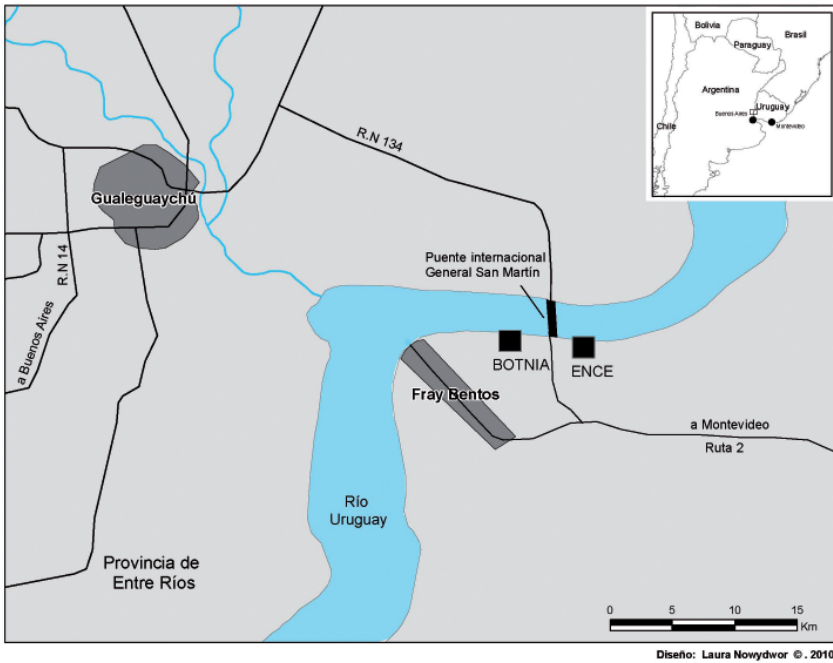 Bolivia
Brasil
Paraguay
Argentina
Uruguay
Buenos Aires
Montevideo
Chile
R.N 134
Gualeguaychú
R.N 14
a Buenos Aires
Puente internacional
General San Martín
BOTNIA
ENCE
Fray Bentos
a Montevideo
Ruta 2
Río
Uruguay
Provincia de
Entre Ríos
0 5 10 15
Km
Diseño: Laura Nowydwor © . 2010